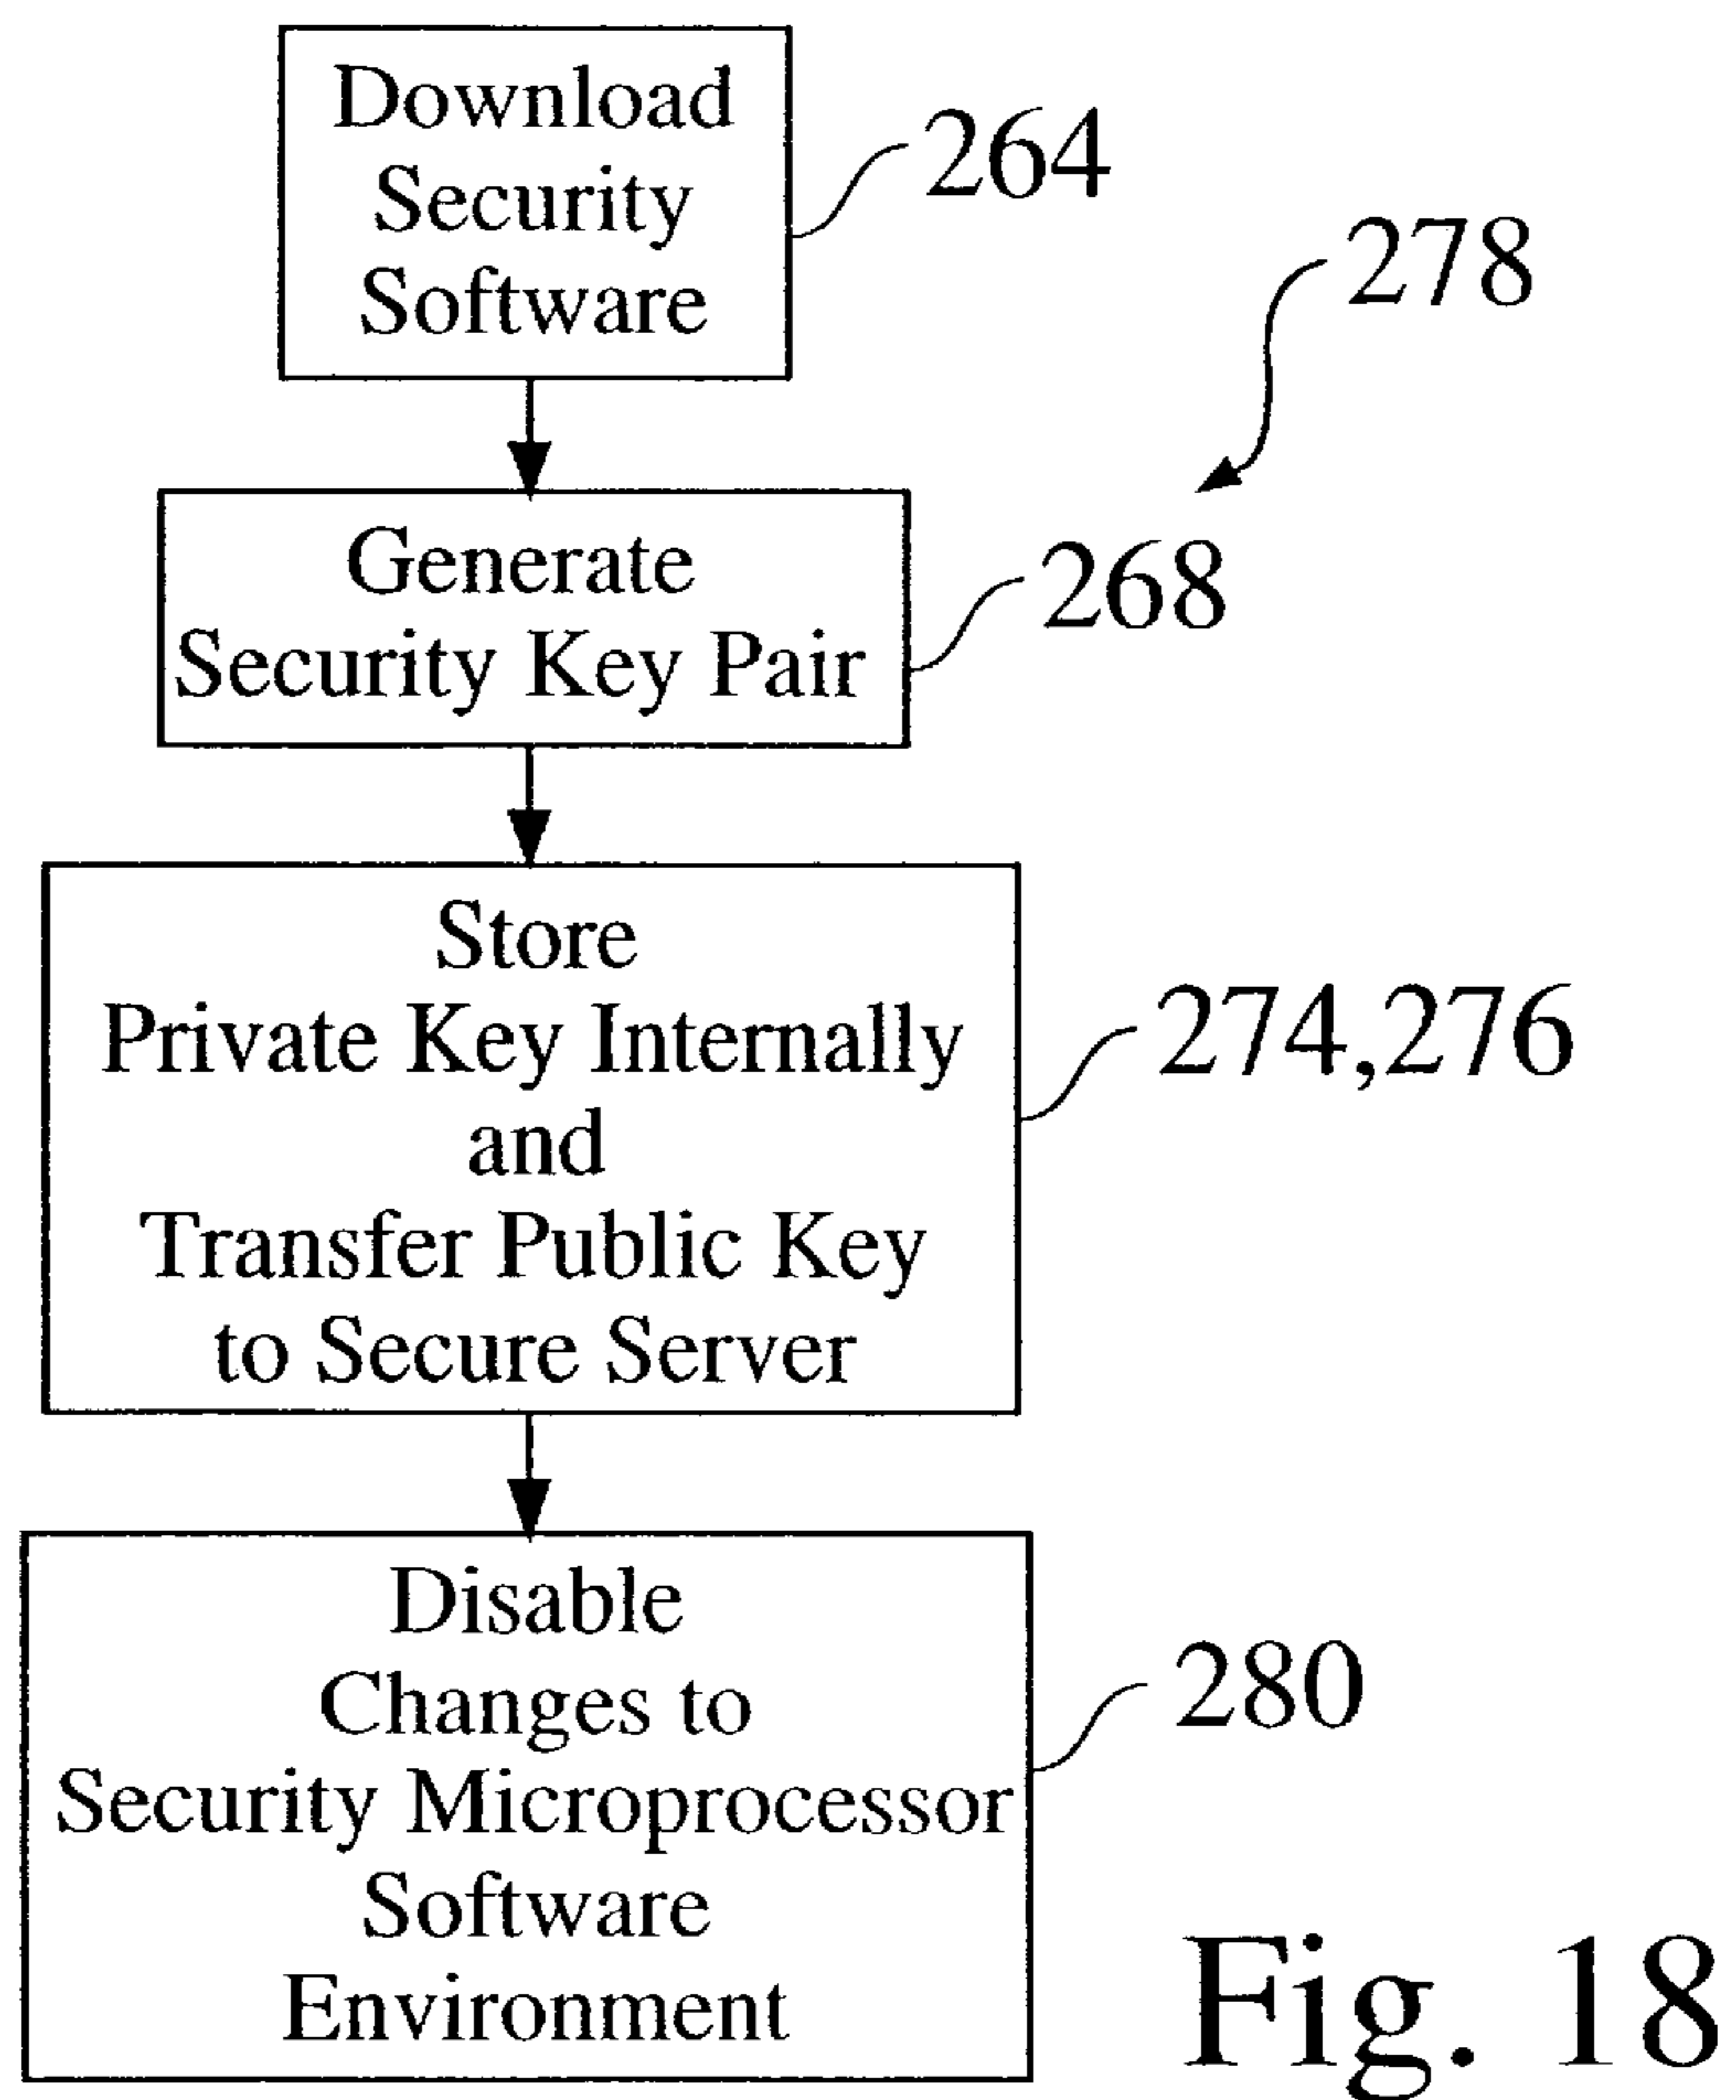 Download
Security
Software
264
278
Generate
Security Key Pair
268
Store
Private Key Internally
and
Transfer Public Key
to Secure Server
274,276
Disable
Changes to
Security Microprocessor
Software
Environment
280
Fig. 18